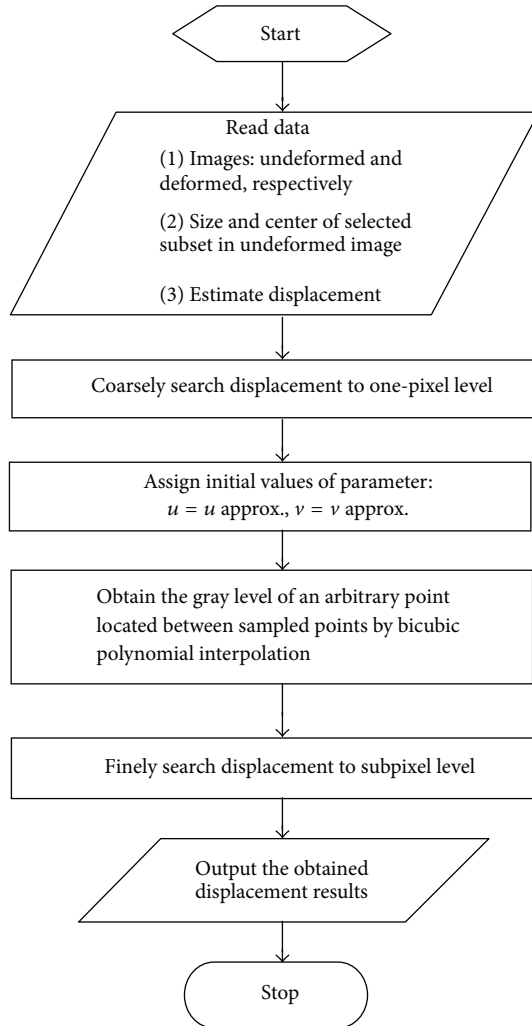 Start
Read data
(1) Images: undeformed and
deformed, respectively
(2) Size and center of selected
subset in undeformed image
(3) Estimate displacement
Coarsely search displacement to one-pixel level
Assign initial values of parameter:
u = u approx., v = v approx.
Obtain the gray level of an arbitrary point
located between sampled points by bicubic
polynomial interpolation
Finely search displacement to subpixel level
Output the obtained
displacement results
Stop